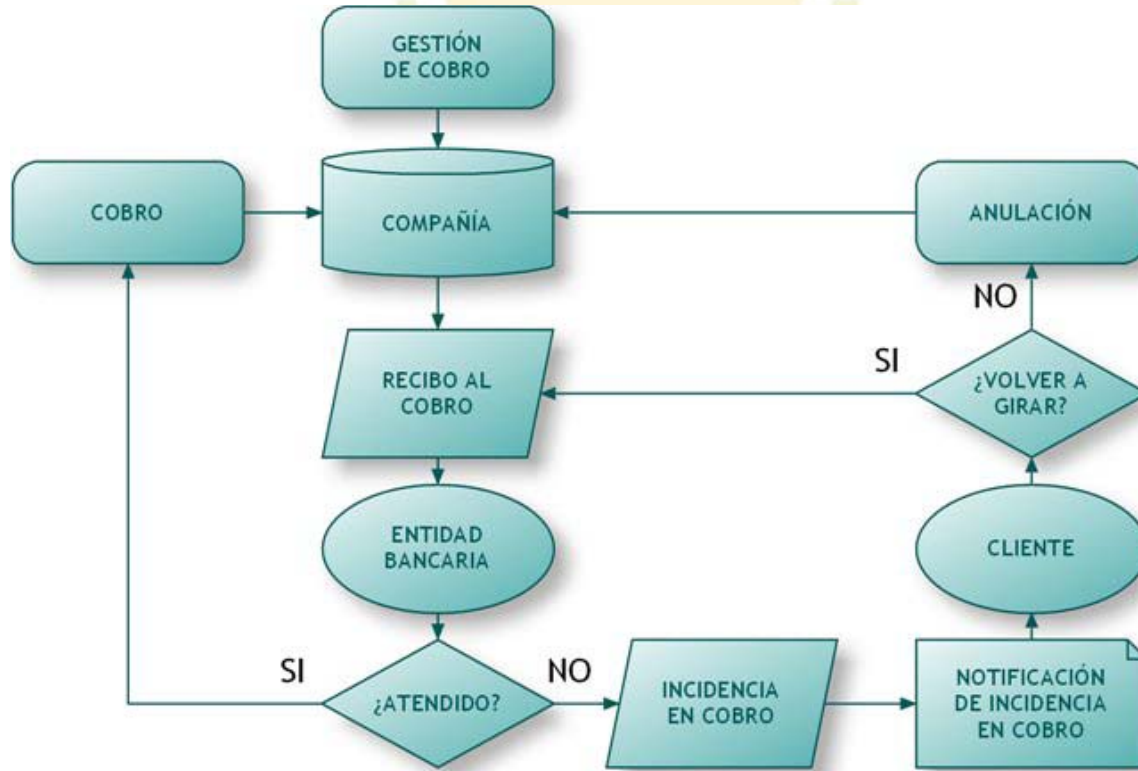 GESTIÓN
DE COBRO
COBRO
COMPAÑÍA
ANULACIÓN
NO
SI
RECIBO AL
COBRO
¿VOLVER A
GIRAR?
ENTIDAD
BANCARIA
CLIENTE
SI
NO
¿ATENDIDO?
INCIDENCIA
EN COBRO
NOTIFICACIÓN
DE INCIDENCIA
EN COBRO